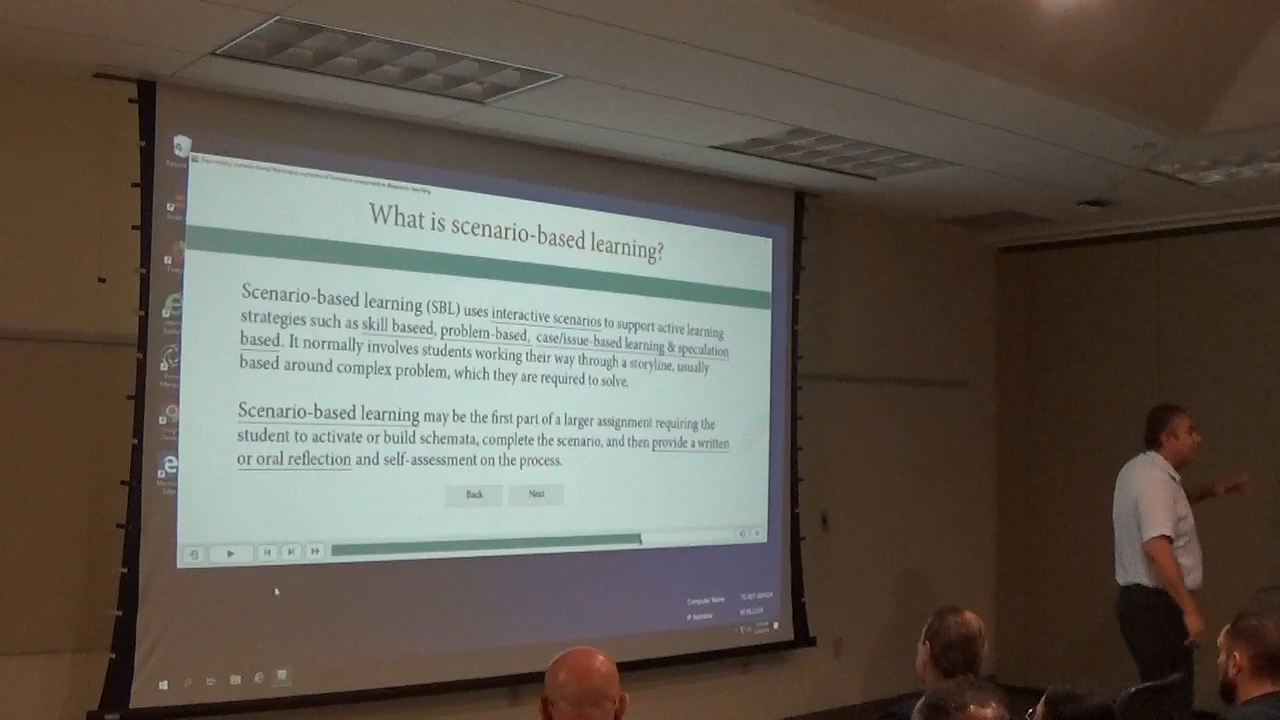 What is scenario-based learning?
Scenario-based learning (SBL) uses interactive scenarios to support active learning
strategies such as skill baseed, problem-based, case/issue-based learning & speculation
based. It normally involves students working their way through a storyline, usually
based around complex problem, which they are required to solve.
Scenario-based learning may be the first part of a larger assignment requiring the
student to activate or build schemata, complete the scenario, and then provide a written
or oral reflection and self-assessment on the process.
Back Next
Computer Name